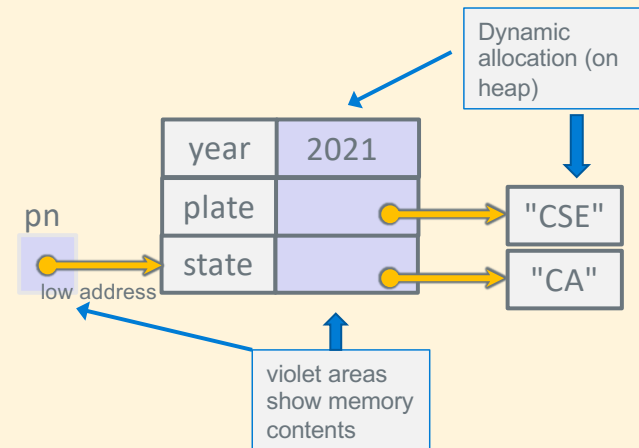 Dynamic
allocation (on
heap)
year 2021
plate
"CSE"
pn
state
"CA"
low address
violet areas
show memory
contents